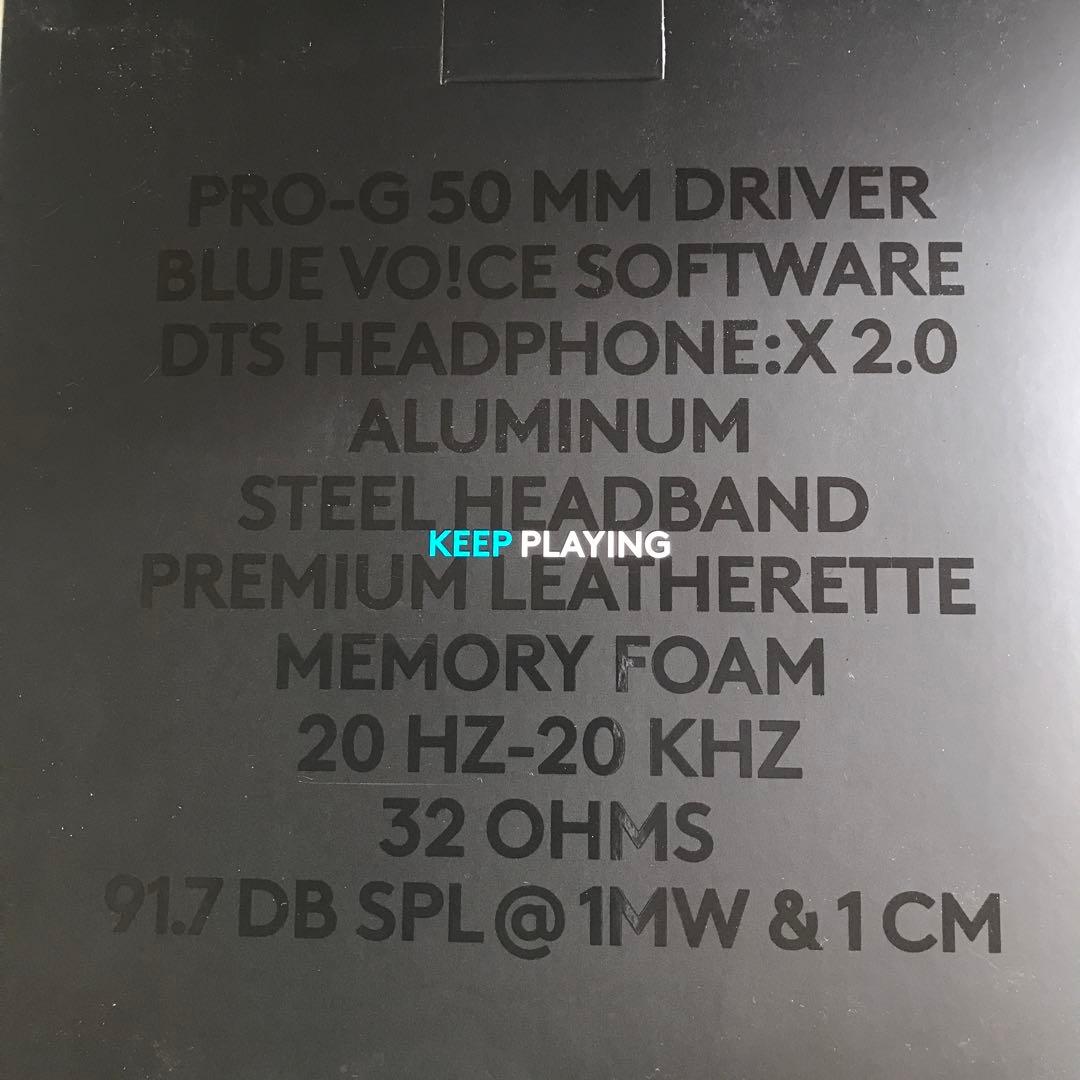 PRO-G 50 MM DRIVER
BLUE VO!CE SOFTWARE
DTS HEADPHONE:X 2.0
ALUMINUM
STEEL HEADBAND
KEEP PLAYING
PREMIUM LEATHERETTE
MEMORY FOAM
20 HZ-20 KHZ
32 OHMS
91.7 DB SPL @ 1MW & 1 CM